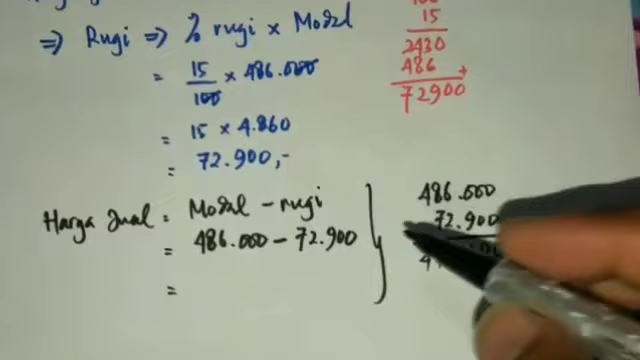 ⇒ Rugi ⇒ % rugi × Modal
= 15/100 × 486.000
= 15 × 4.860
= 72.900,-
15
2430
486 +
72900
Harga Jual = Modal - rugi
= 486.000 - 72.900
=
486.000
72.900